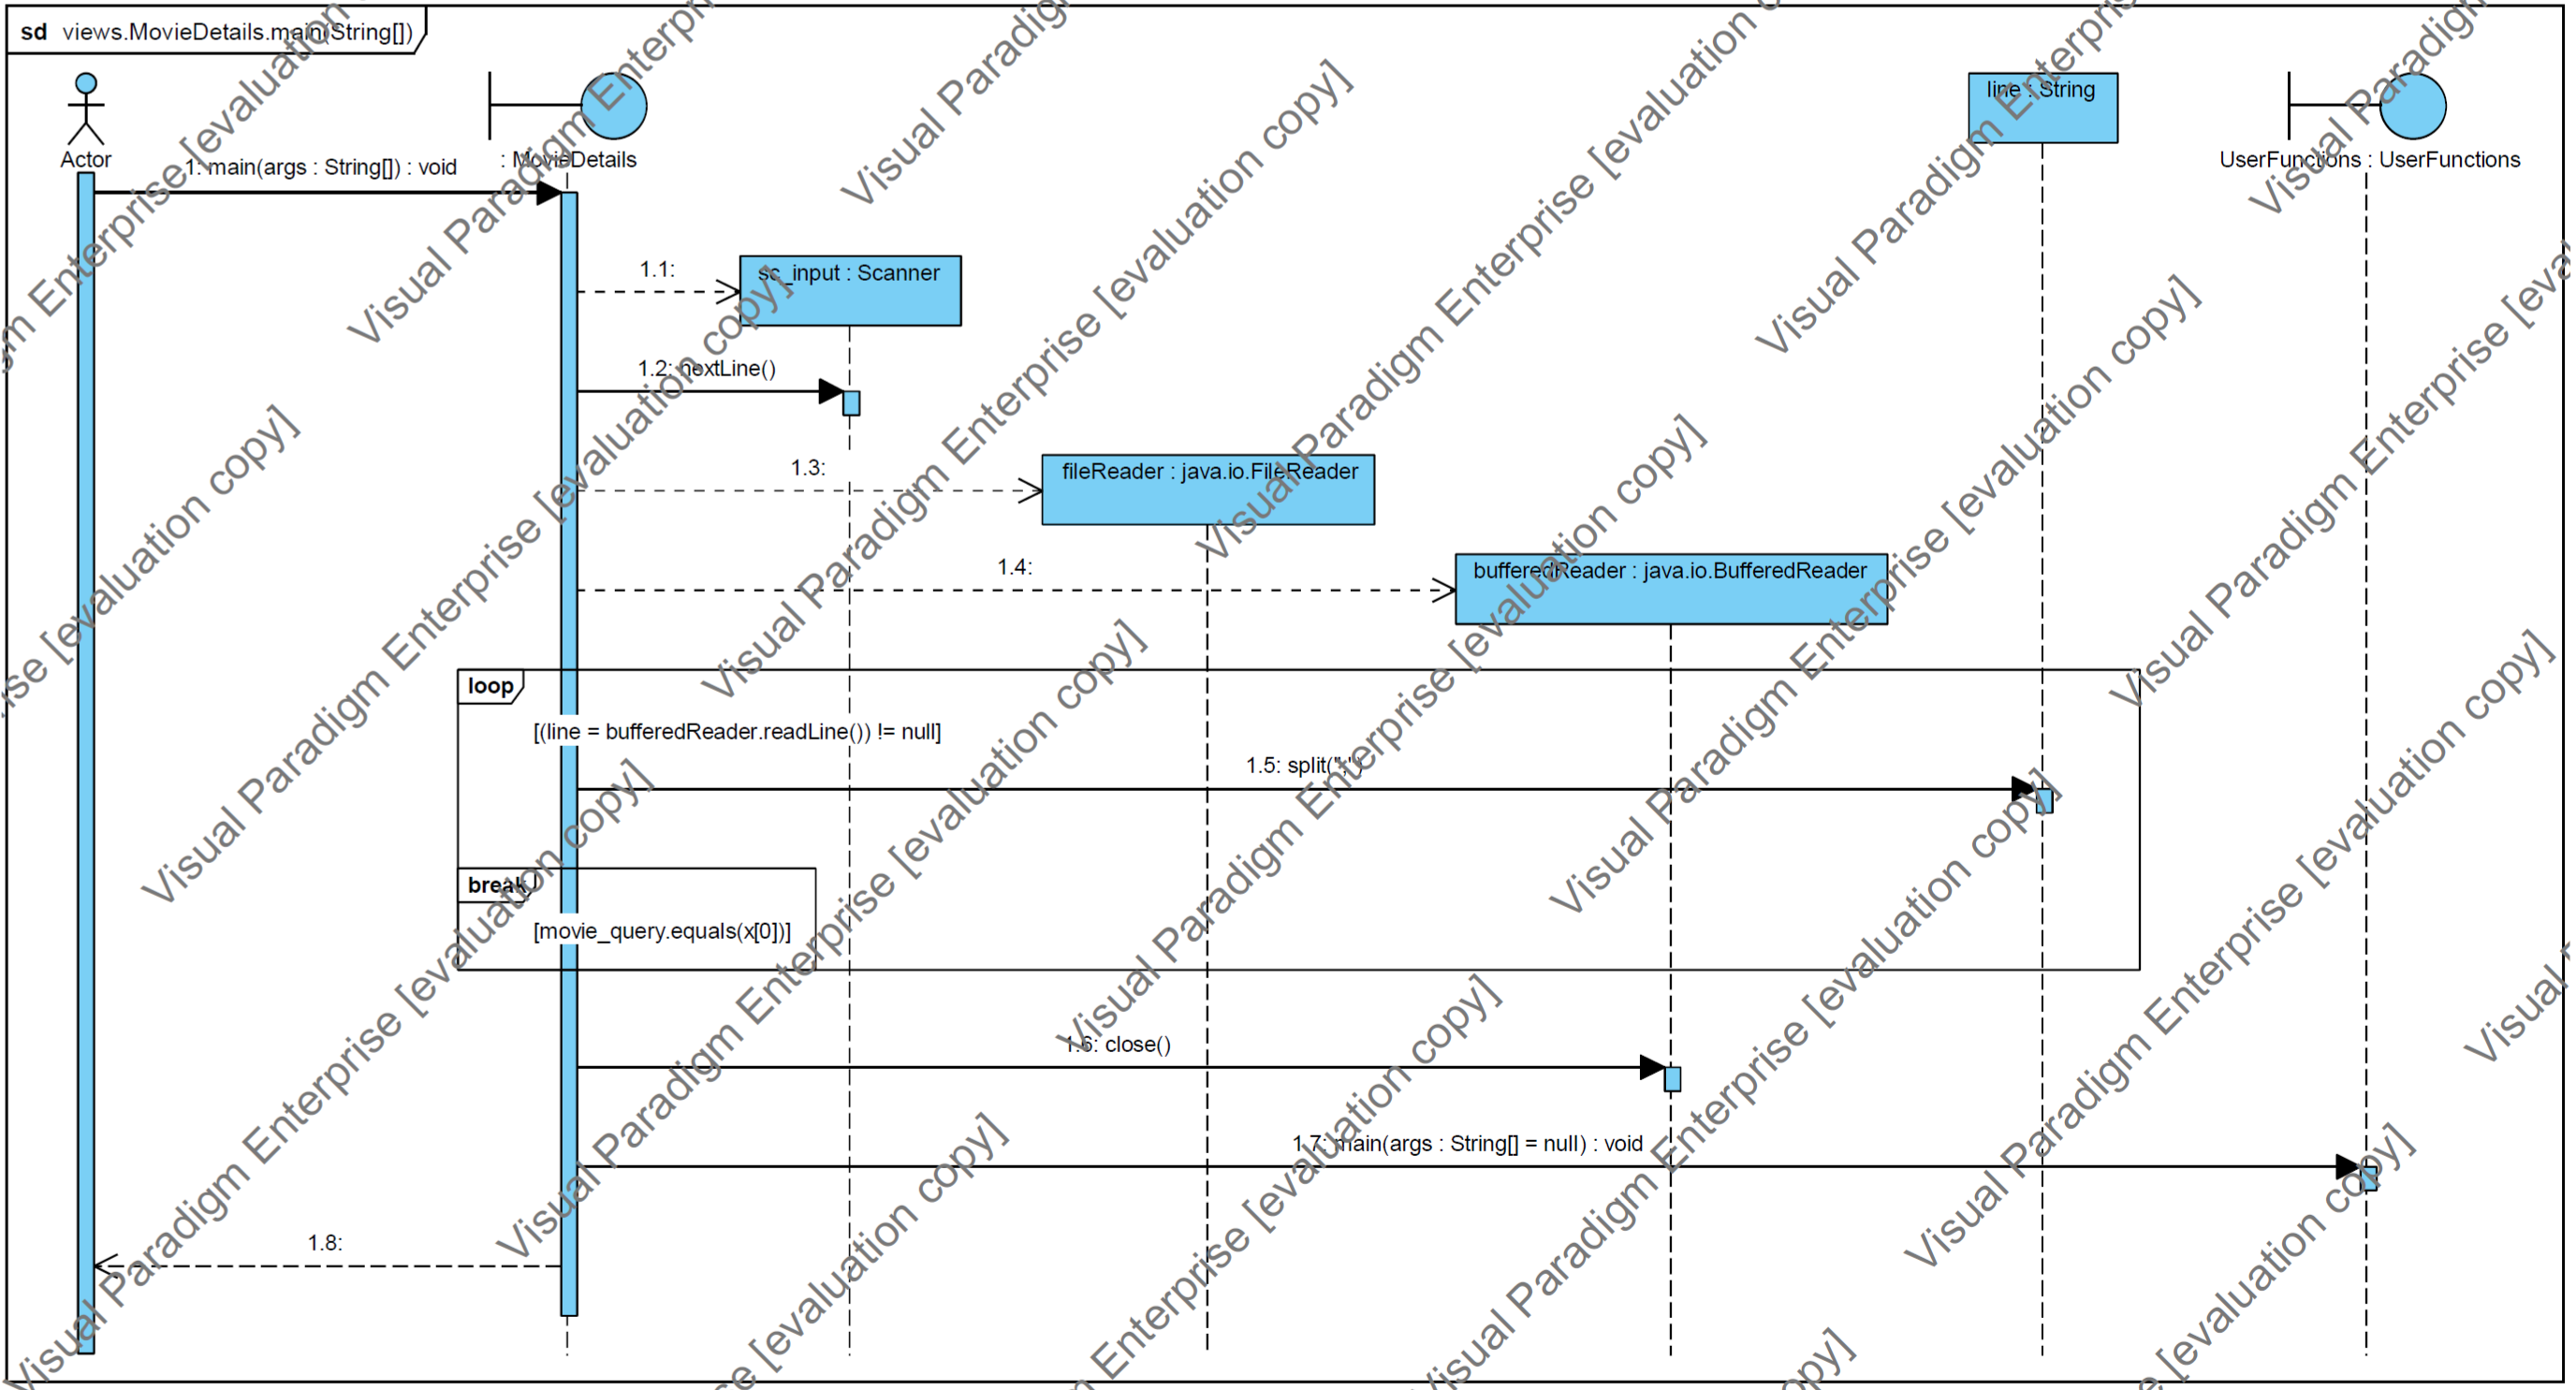 sd views.MovieDetails.main(String[])
Actor
: MovieDetails
line : String
UserFunctions : UserFunctions
1: main(args : String[]) : void
1.1:
sc_input : Scanner
1.2: nextLine()
1.3:
fileReader : java.io.FileReader
1.4:
bufferedReader : java.io.BufferedReader
loop
[(line = bufferedReader.readLine()) != null]
1.5: split(
break
[movie_query.equals(x[0])]
1.6: close()
1.7: main(args : String[] = null) : void
1.8:
Visual Paradigm Enterprise [evaluation copy]